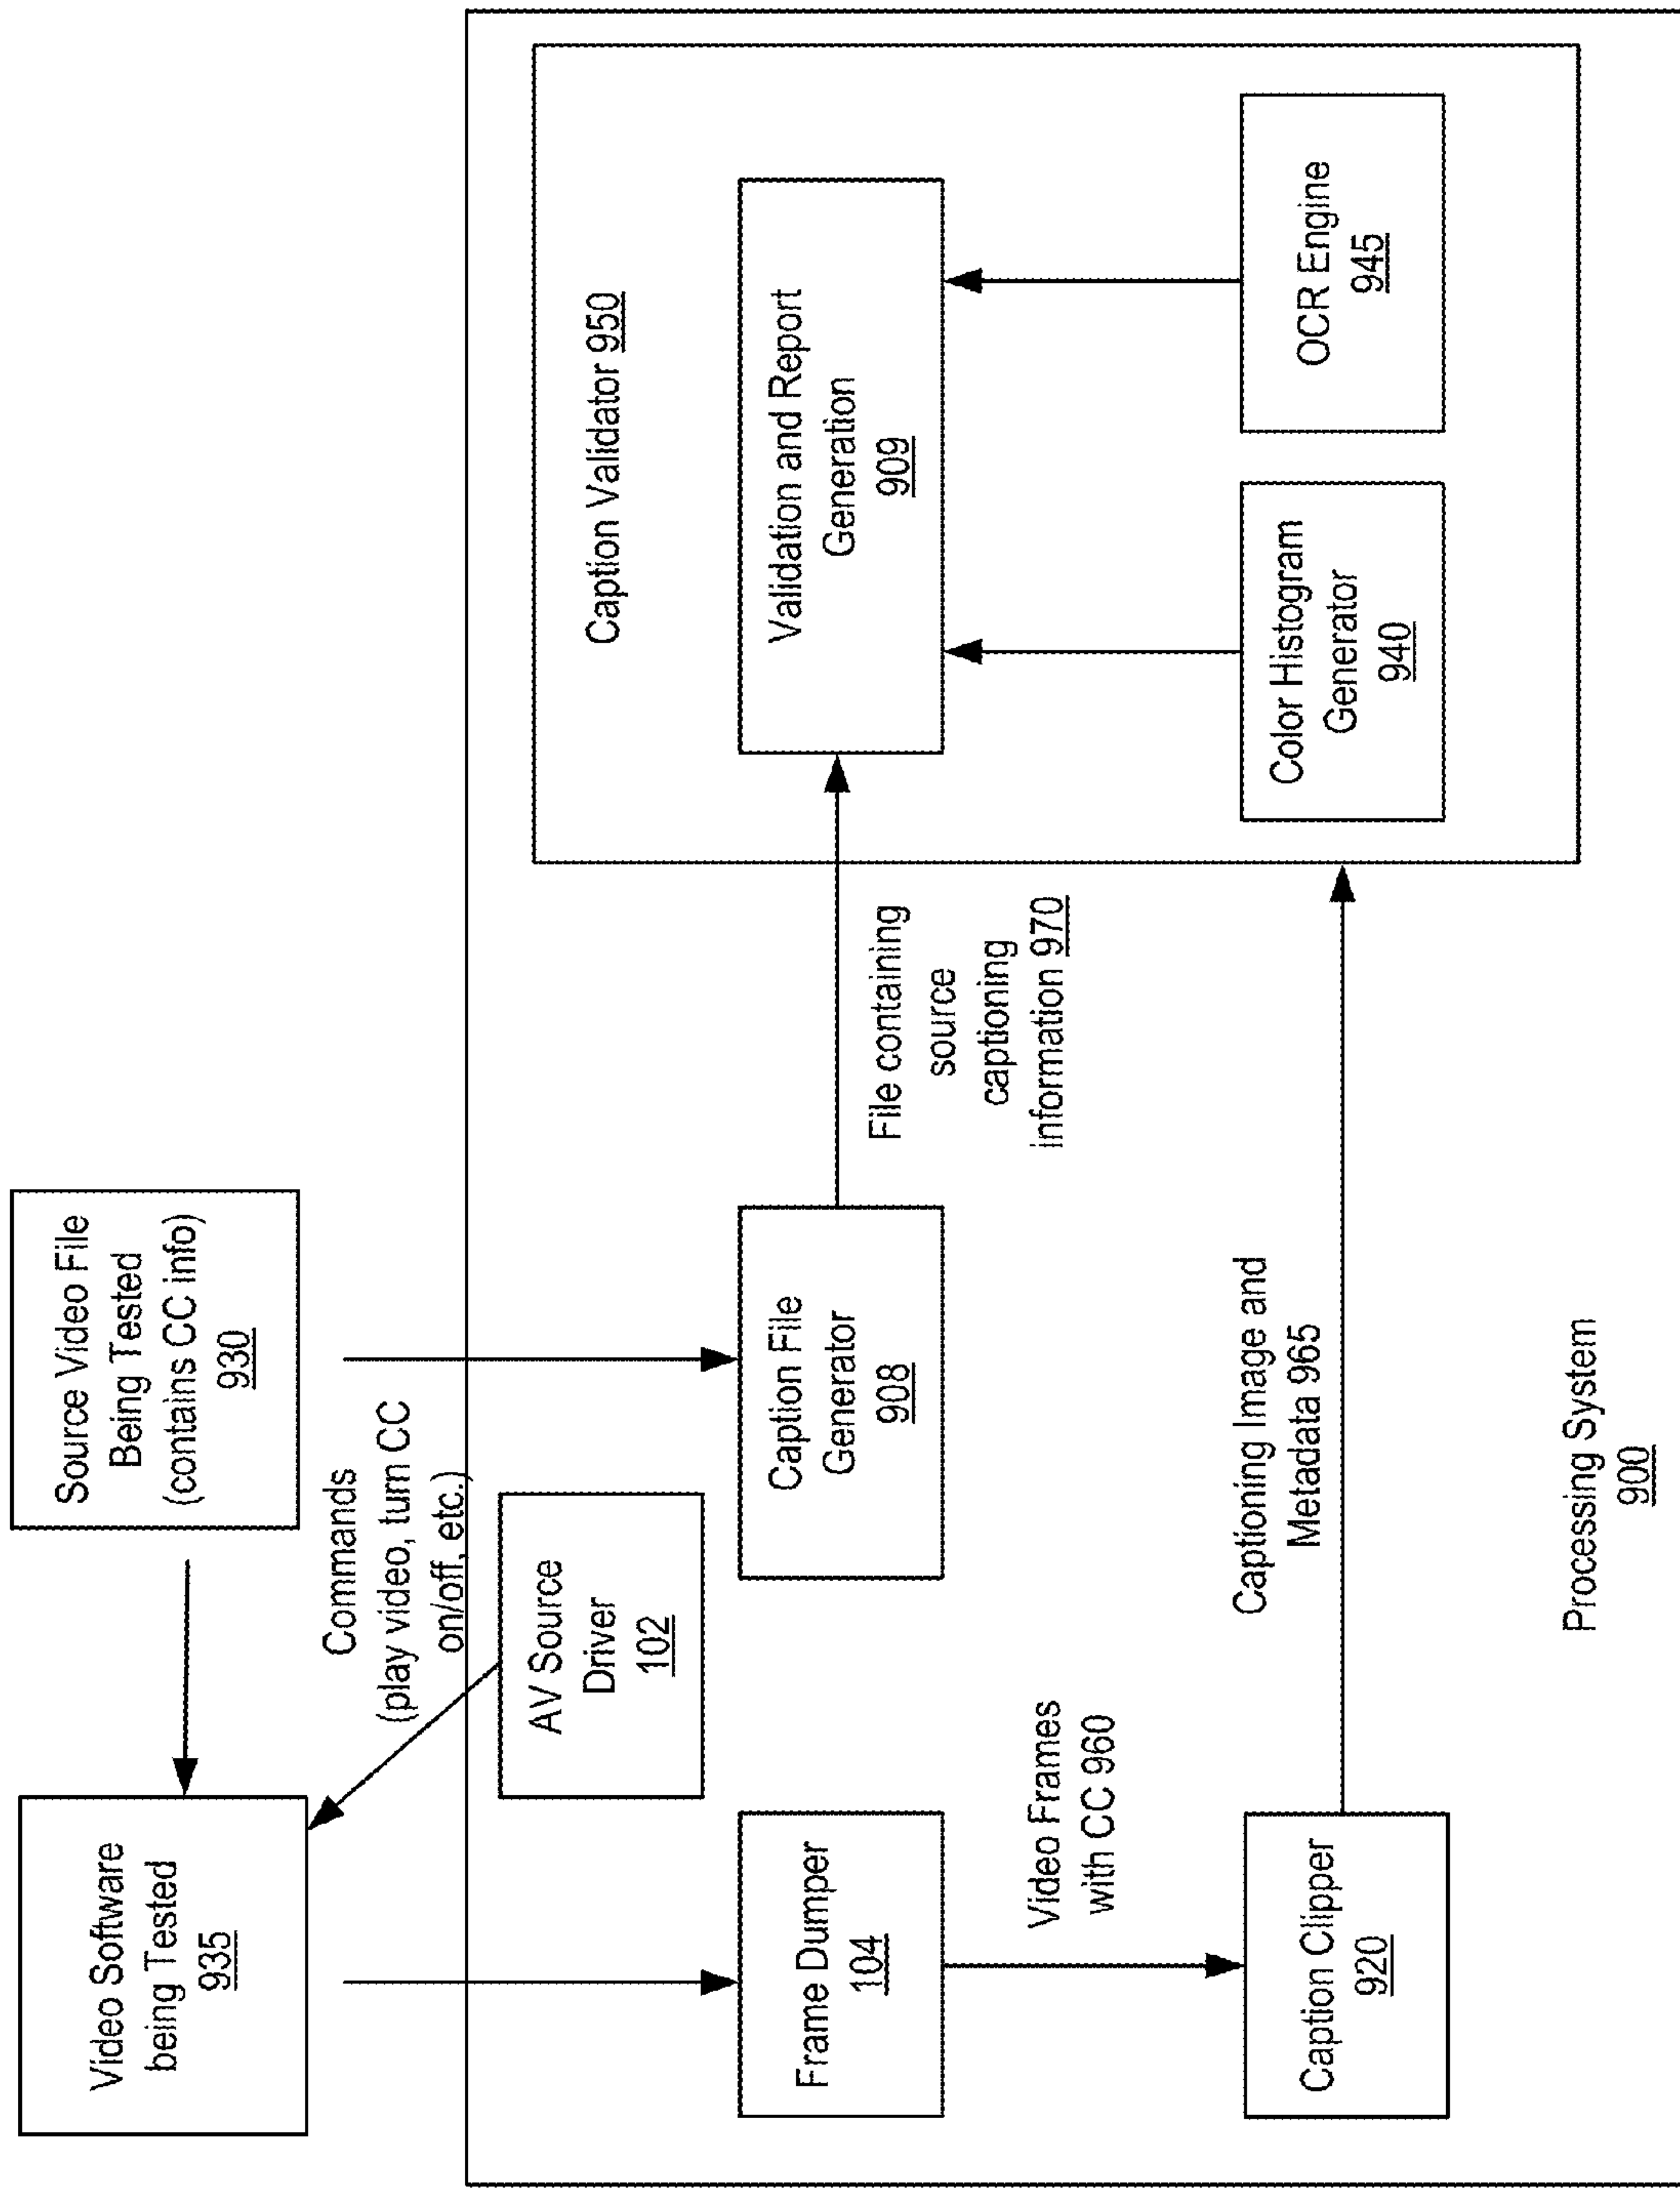 Video Software
being Tested
935
Source Video File
Being Tested
(contains CC info)
930
Commands
(play video, turn CC
on/off, etc.)
AV Source
Driver
102
Frame Dumper
104
Caption File
Generator
908
File containing
source
captioning
information 970
Caption Validator 950
Validation and Report
Generation
909
Color Histogram
Generator
940
OCR Engine
945
Video Frames
with CC 960
Caption Clipper
920
Captioning Image and
Metadata 965
Processing System
900